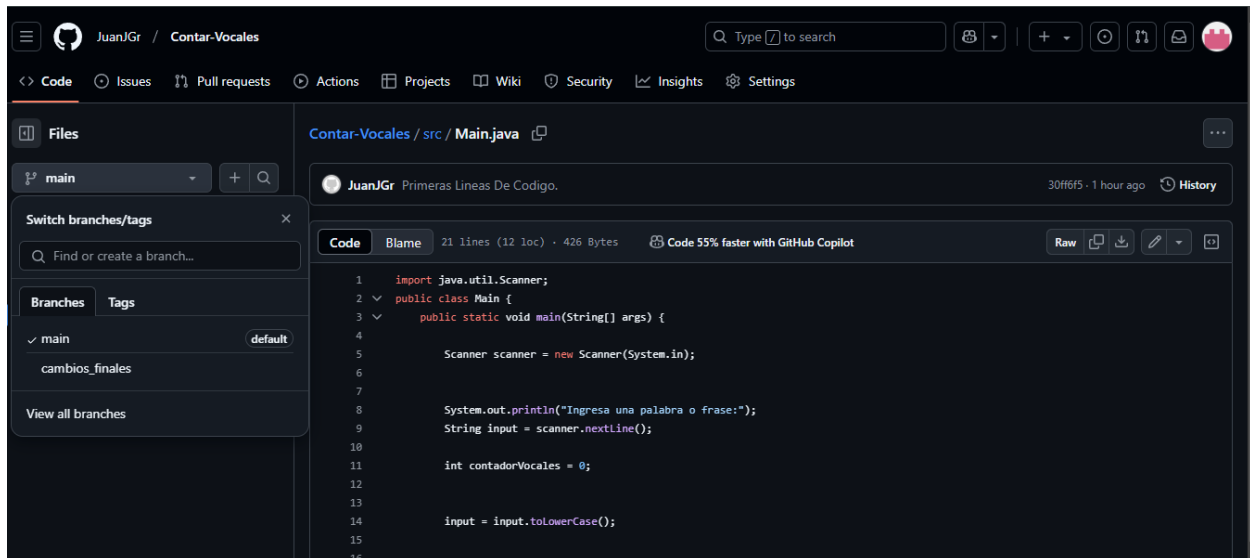 JuanJGr / Contar-Vocales
Type / to search
Code Issues Pull requests Actions Projects Wiki Security Insights Settings
Files
main
Switch branches/tags
Find or create a branch...
Branches Tags
main default
cambios_finales
View all branches
Contar-Vocales / src / Main.java
JuanJGr Primeras Lineas De Codigo. 30ff6f5 · 1 hour ago History
Code Blame 21 lines (12 loc) · 426 Bytes Code 55% faster with GitHub Copilot Raw
1 import java.util.Scanner;
2 public class Main {
3 public static void main(String[] args) {
4
5 Scanner scanner = new Scanner(System.in);
6
7
8 System.out.println("Ingresa una palabra o frase:");
9 String input = scanner.nextLine();
10
11 int contadorVocales = 0;
12
13
14 input = input.toLowerCase();
15
16